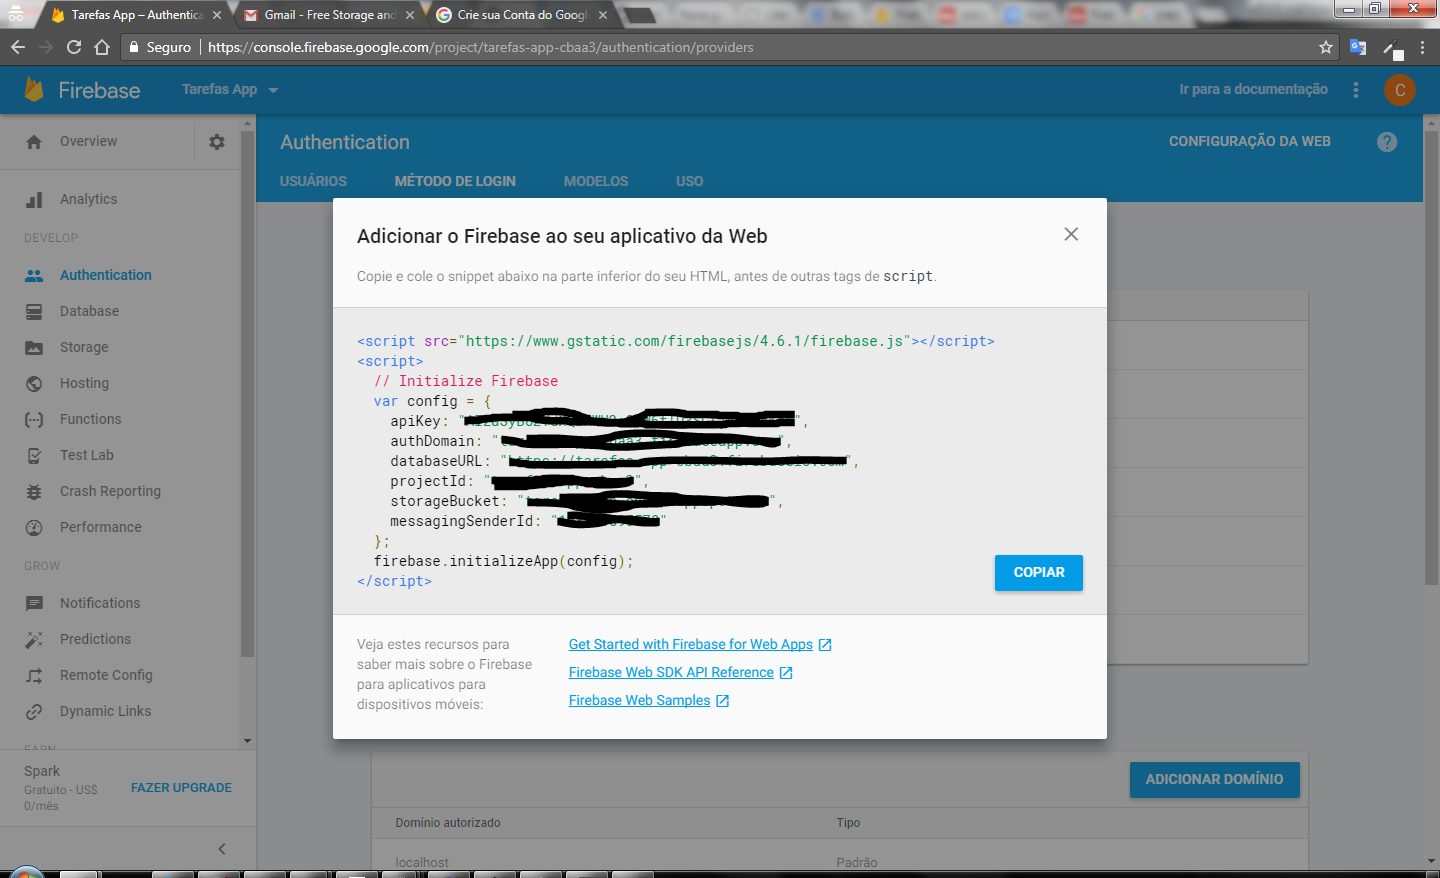 Tarefas App – Authentica
Gmail - Free Storage and
Crie sua Conta do Googl
Seguro
https://console.firebase.google.com/project/tarefas-app-cbaa3/authentication/providers
Firebase
Tarefas App
Ir para a documentação
C
Overview
Authentication
CONFIGURAÇÃO DA WEB
?
USUÁRIOS
MÉTODO DE LOGIN
MODELOS
USO
Analytics
DEVELOP
Authentication
Database
Storage
Hosting
Functions
Test Lab
Crash Reporting
Performance
GROW
Notifications
Predictions
Remote Config
Dynamic Links
EARN
Spark
Gratuito - US$
0/mês
FAZER UPGRADE
Adicionar o Firebase ao seu aplicativo da Web
Copie e cole o snippet abaixo na parte inferior do seu HTML, antes de outras tags de script.
<script src="https://www.gstatic.com/firebasejs/4.6.1/firebase.js"></script>
<script>
// Initialize Firebase
var config = {
apiKey: "",
authDomain: "",
databaseURL: "",
projectId: "",
storageBucket: "",
messagingSenderId: ""
};
firebase.initializeApp(config);
</script>
COPIAR
Veja estes recursos para
saber mais sobre o Firebase
para aplicativos para
dispositivos móveis:
Get Started with Firebase for Web Apps
Firebase Web SDK API Reference
Firebase Web Samples
ADICIONAR DOMÍNIO
Domínio autorizado
Tipo
localhost
Padrão